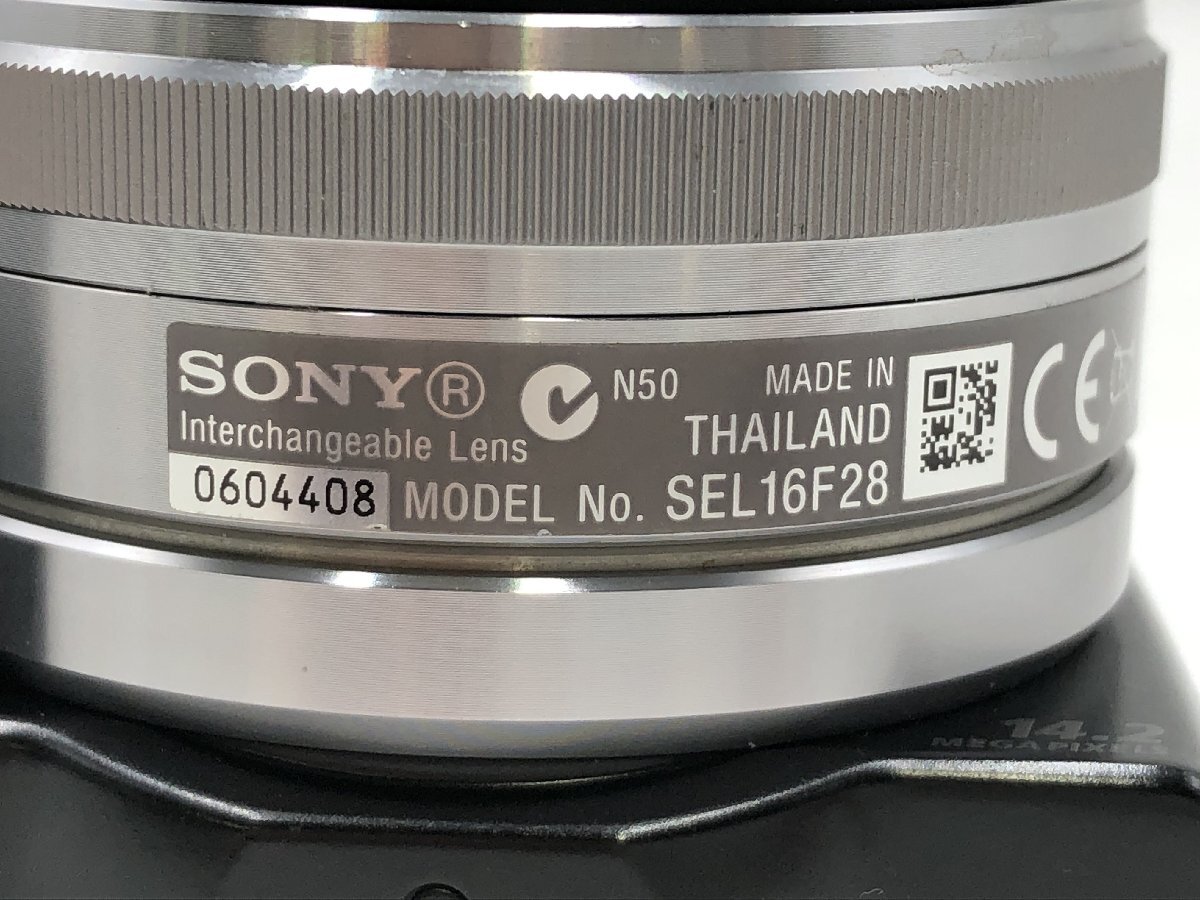 SONY®
Interchangeable Lens
0604408 MODEL No. SEL16F28
N50
MADE IN
THAILAND
CE
14.2
MEGA PIXELS